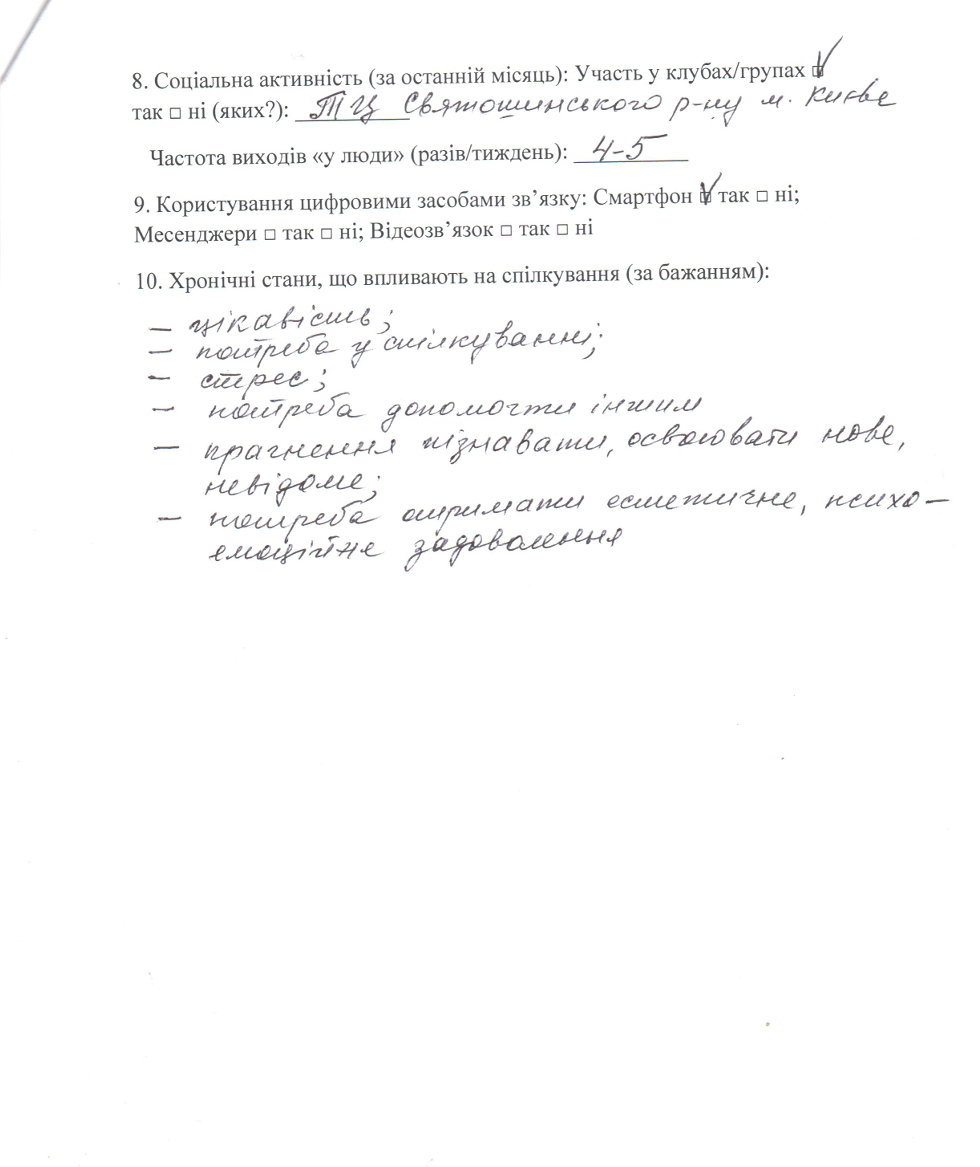 8. Соціальна активність (за останній місяць): Участь у клубах/групах ☑
так □ ні (яких?): ТЦ Святошинського р-ну м. Києве
Частота виходів «у люди» (разів/тиждень): 4-5
9. Користування цифровими засобами зв’язку: Смартфон ☑ так □ ні;
Месенджери □ так □ ні; Відеозв’язок □ так □ ні
10. Хронічні стани, що впливають на спілкування (за бажанням):
— цікавість;
— потреба у спілкуванні;
— стрес;
— потреба допомогти іншим
— прагнення пізнавати, освоювати нове,
невідоме;
— потреба отримати естетичне, психо-
емоційне задоволення